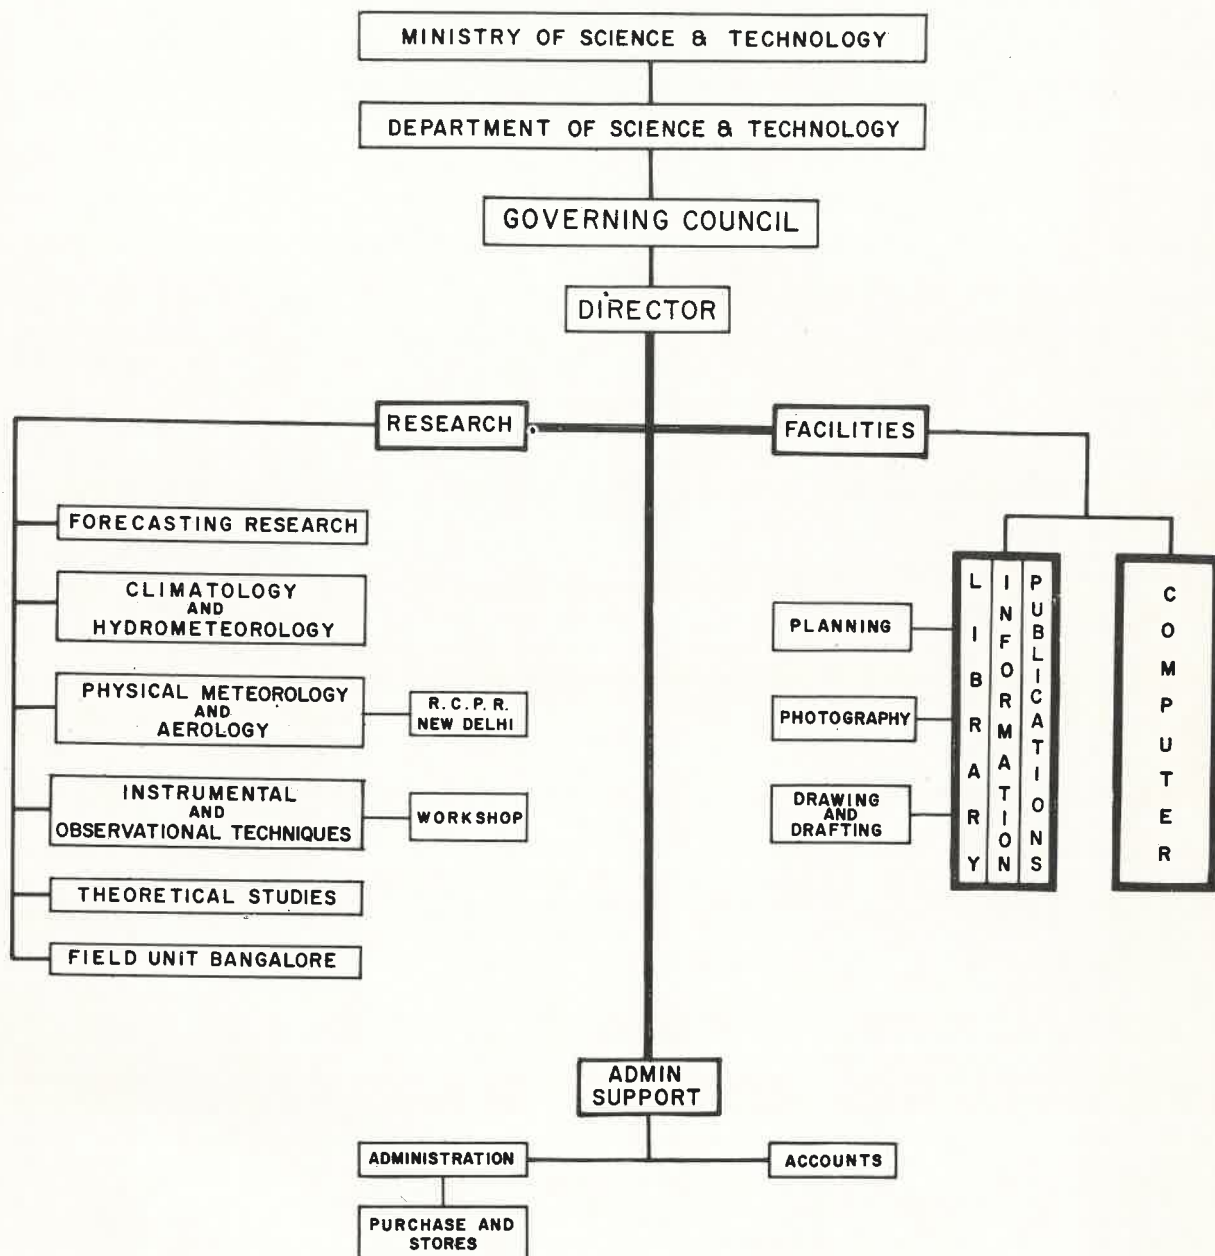 MINISTRY OF SCIENCE & TECHNOLOGY
DEPARTMENT OF SCIENCE & TECHNOLOGY
GOVERNING COUNCIL
DIRECTOR
RESEARCH
FACILITIES
FORECASTING RESEARCH
CLIMATOLOGY
AND
HYDROMETEOROLOGY
PHYSICAL METEOROLOGY
AND
AEROLOGY
R. C. P. R.
NEW DELHI
INSTRUMENTAL
AND
OBSERVATIONAL TECHNIQUES
WORKSHOP
THEORETICAL STUDIES
FIELD UNIT BANGALORE
PLANNING
PHOTOGRAPHY
DRAWING
AND
DRAFTING
LIBRARY
INFORMATION
PUBLICATIONS
COMPUTER
ADMIN
SUPPORT
ADMINISTRATION
ACCOUNTS
PURCHASE AND
STORES